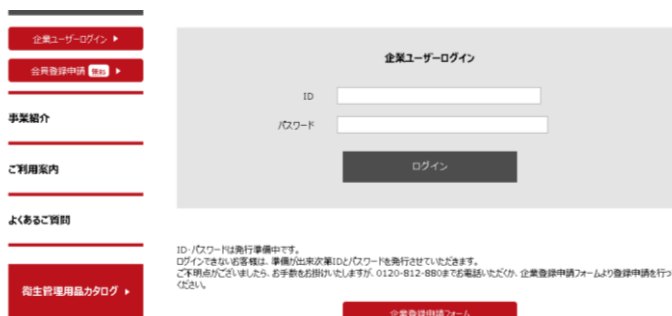 企業ユーザーログイン ▶
会員登録申請 無料 ▶
事業紹介
ご利用案内
よくあるご質問
衛生管理用品カタログ ▶
企業ユーザーログイン
ID
パスワード
ログイン
ID・パスワードは発行準備中です。
ログインできないお客様は、準備が出来次第IDとパスワードを発行させていただきます。
ご不明点がございましたら、お手数をお掛けいたしますが、0120-812-880までお電話いただくか、企業登録申請フォームより登録申請を行っ
ください。
企業登録申請フォーム